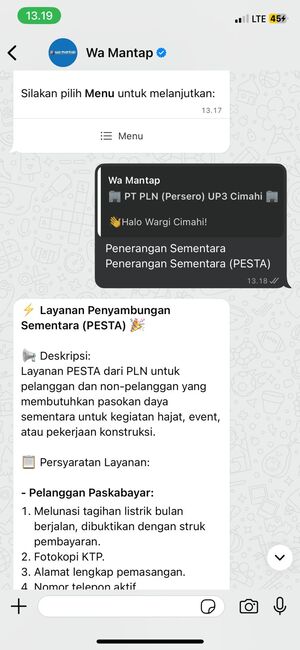 13.19
LTE 45
Wa Mantap
Silakan pilih Menu untuk melanjutkan:
13.17
Menu
Wa Mantap
🏢 PT PLN (Persero) UP3 Cimahi 🏢
👋Halo Wargi Cimahi!
Penerangan Sementara
Penerangan Sementara (PESTA)
13.18
⚡ Layanan Penyambungan
Sementara (PESTA) 🎉
📢 Deskripsi:
Layanan PESTA dari PLN untuk
pelanggan dan non-pelanggan yang
membutuhkan pasokan daya
sementara untuk kegiatan hajat, event,
atau pekerjaan konstruksi.
📋 Persyaratan Layanan:
- Pelanggan Paskabayar:
1. Melunasi tagihan listrik bulan
berjalan, dibuktikan dengan struk
pembayaran.
2. Fotokopi KTP.
3. Alamat lengkap pemasangan.
4. Nomor telepon aktif